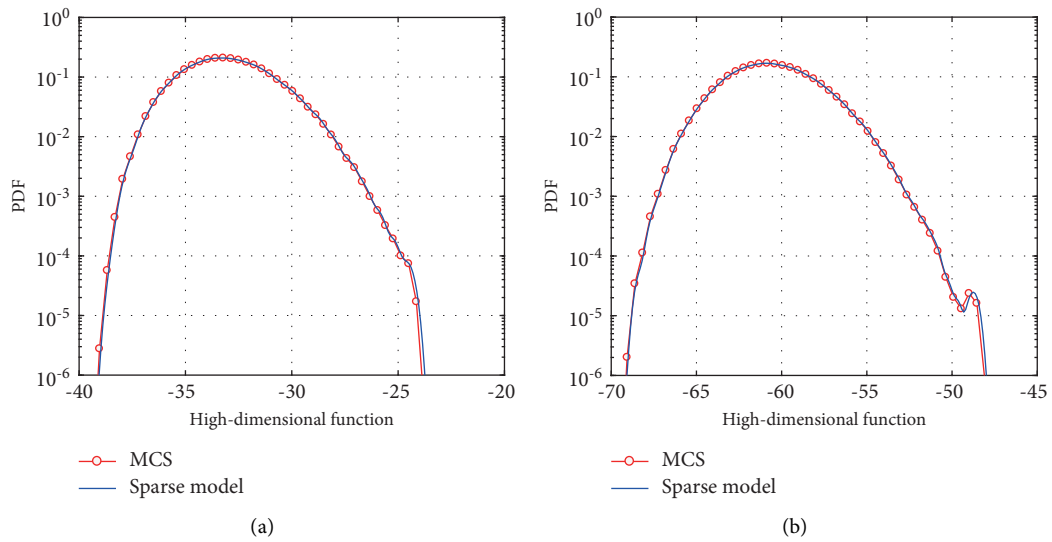 10^0
10^-1
10^-2
10^-3
10^-4
10^-5
10^-6
PDF
-40
-35
-30
-25
-20
High-dimensional function
MCS
Sparse model
(a)
10^0
10^-1
10^-2
10^-3
10^-4
10^-5
10^-6
PDF
-70
-65
-60
-55
-50
-45
High-dimensional function
MCS
Sparse model
(b)